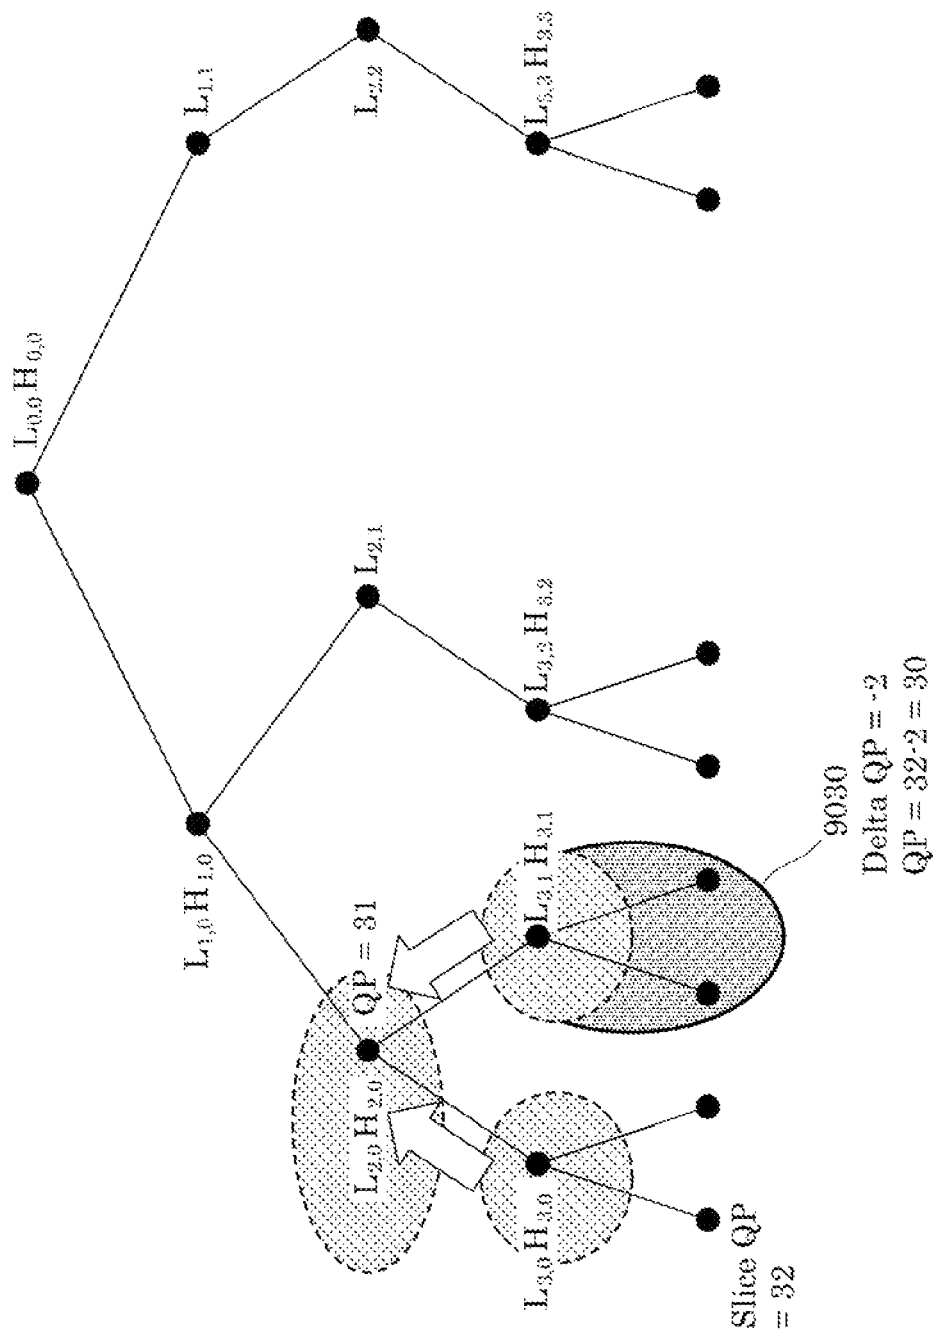 L0,0 H0,0
L1,0 H1,0
L1,1
L2,0 H2,0
QP = 31
L2,1
L2,2
L3,0 H3,0
L3,1 H3,1
L3,2 H3,2
L3,3 H3,3
Slice QP
= 32
9030
Delta QP = -2
QP = 32-2 = 30